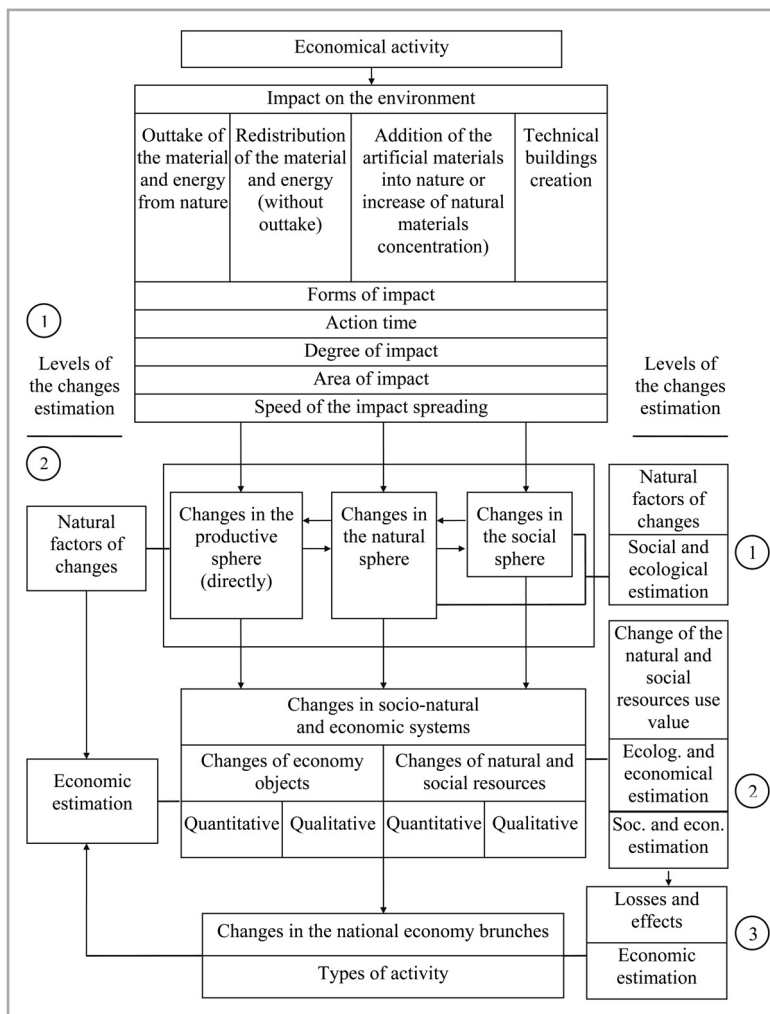 Economical activity
Impact on the environment
Outtake of
the material
and energy
from nature
Redistribution
of the material
and energy
(without
outtake)
Addition of the
artificial materials
into nature or
increase of natural
materials
concentration)
Technical
buildings
creation
Forms of impact
Action time
Degree of impact
Area of impact
Speed of the impact spreading
1
Levels of
the changes
estimation
2
Levels of
the changes
estimation
Natural
factors of
changes
Changes in the
productive
sphere
(directly)
Changes in
the natural
sphere
Changes in
the social
sphere
Natural
factors of
changes
Social and
ecological
estimation
1
Changes in socio-natural
and economic systems
Changes of economy
objects
Changes of natural and
social resources
Quantitative
Qualitative
Quantitative
Qualitative
Economic
estimation
Change of the
natural and
social
resources use
value
Ecolog. and
economical
estimation
Soc. and econ.
estimation
2
Changes in the national economy brunches
Types of activity
Losses and
effects
Economic
estimation
3